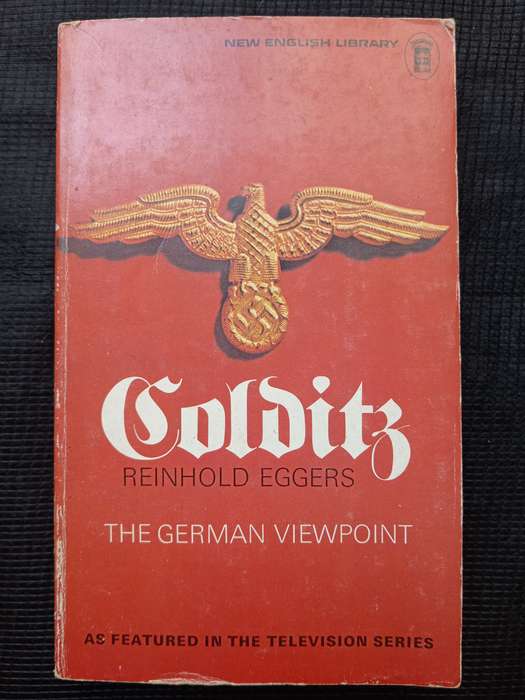 NEW ENGLISH LIBRARY
Colditz
REINHOLD EGGERS
THE GERMAN VIEWPOINT
AS FEATURED IN THE TELEVISION SERIES